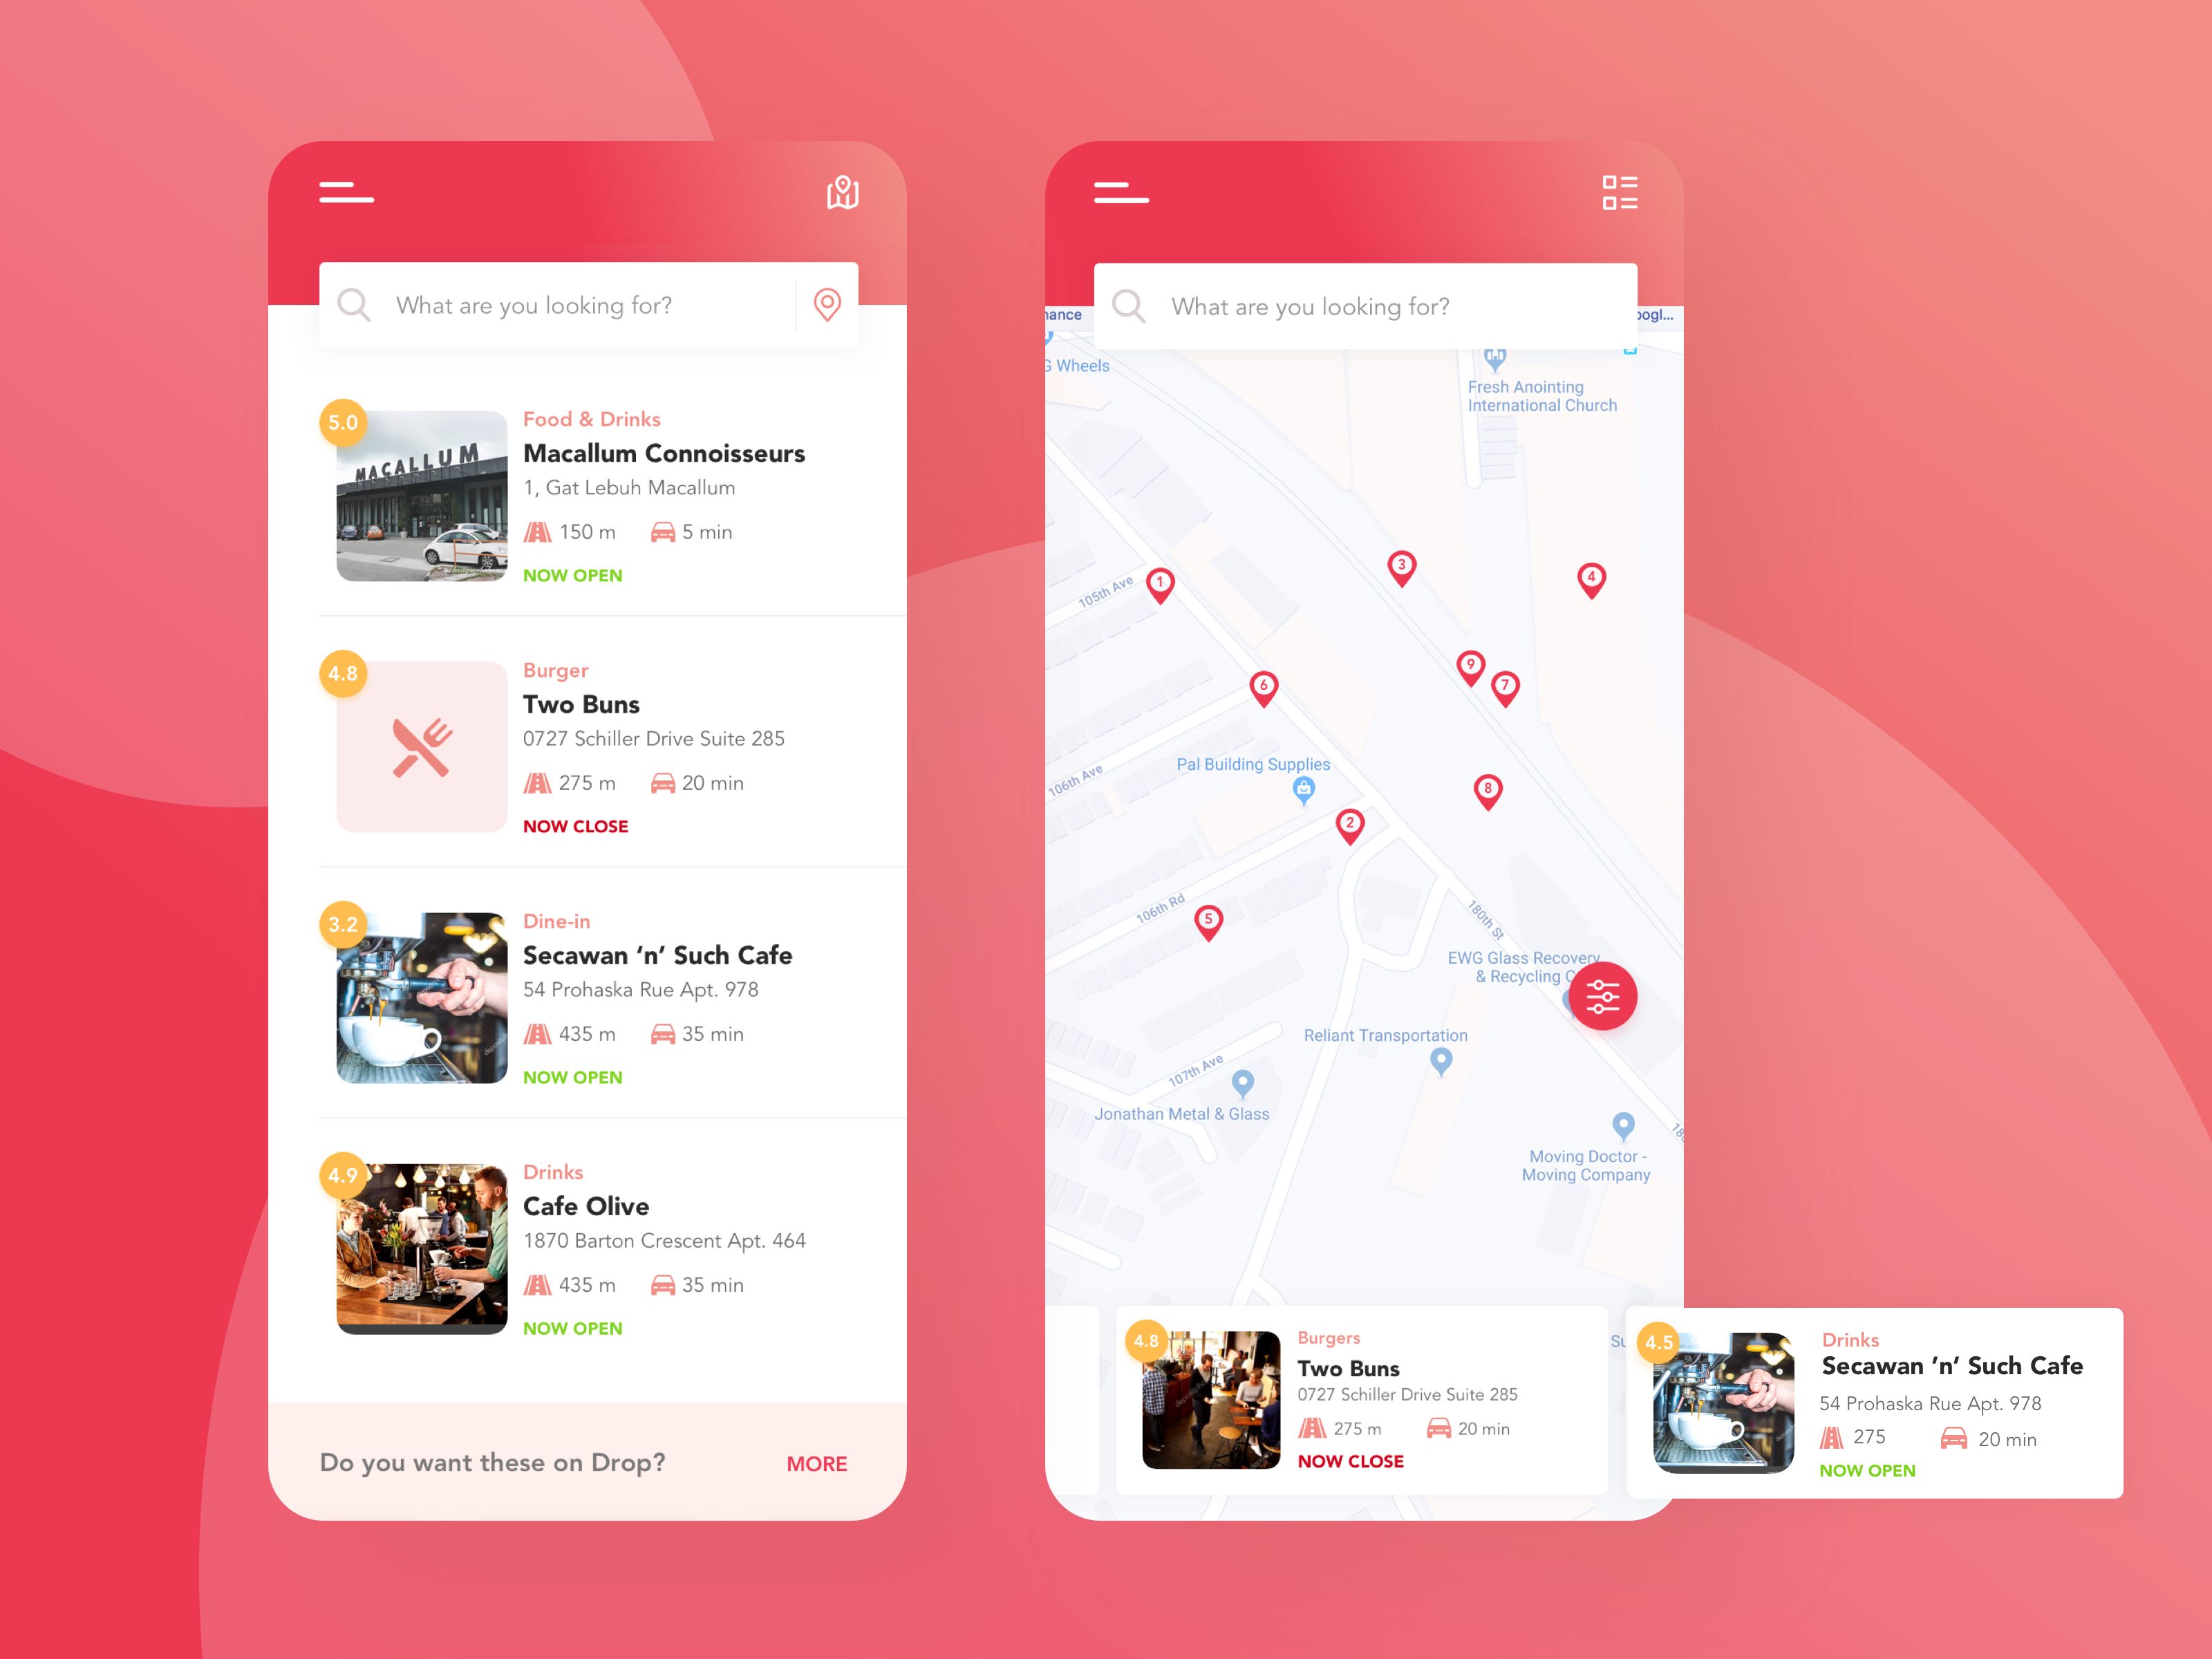 What are you looking for?
5.0
MACALLUM
Food & Drinks
Macallum Connoisseurs
1, Gat Lebuh Macallum
150 m
5 min
NOW OPEN
4.8
Burger
Two Buns
0727 Schiller Drive Suite 285
275 m
20 min
NOW CLOSE
3.2
Dine-in
Secawan ‘n’ Such Cafe
54 Prohaska Rue Apt. 978
435 m
35 min
NOW OPEN
4.9
Drinks
Cafe Olive
1870 Barton Crescent Apt. 464
435 m
35 min
NOW OPEN
Do you want these on Drop?
MORE
What are you looking for?
nance
oogl...
G Wheels
Fresh Anointing
International Church
1
3
4
105th Ave
9
7
6
Pal Building Supplies
106th Ave
8
2
106th Rd
5
180th St
EWG Glass Recovery
& Recycling C
Reliant Transportation
107th Ave
Jonathan Metal & Glass
180
Moving Doctor -
Moving Company
4.8
Burgers
Two Buns
0727 Schiller Drive Suite 285
275 m
20 min
NOW CLOSE
Su
4.5
Drinks
Secawan ’n’ Such Cafe
54 Prohaska Rue Apt. 978
275
20 min
NOW OPEN